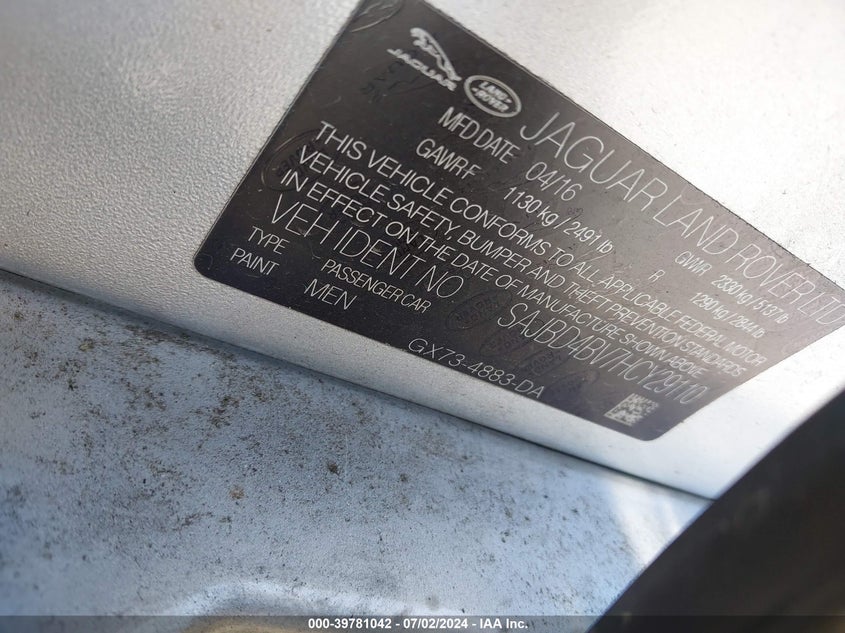 JAGUAR
LAND ROVER
JAGUAR LAND ROVER LTD
MFD DATE 04/16 GVWR 2330 kg / 5137 lb
GAWR F 1130 kg / 2491 lb R 1290 kg / 2844 lb
THIS VEHICLE CONFORMS TO ALL APPLICABLE FEDERAL MOTOR
VEHICLE SAFETY, BUMPER AND THEFT PREVENTION STANDARDS
IN EFFECT ON THE DATE OF MANUFACTURE SHOWN ABOVE.
VEH IDENT NO SAJBD4BV7HCY29110
TYPE PASSENGER CAR
PAINT MEN
GX73-4883-DA
000-39781042 - 07/02/2024 - IAA Inc.